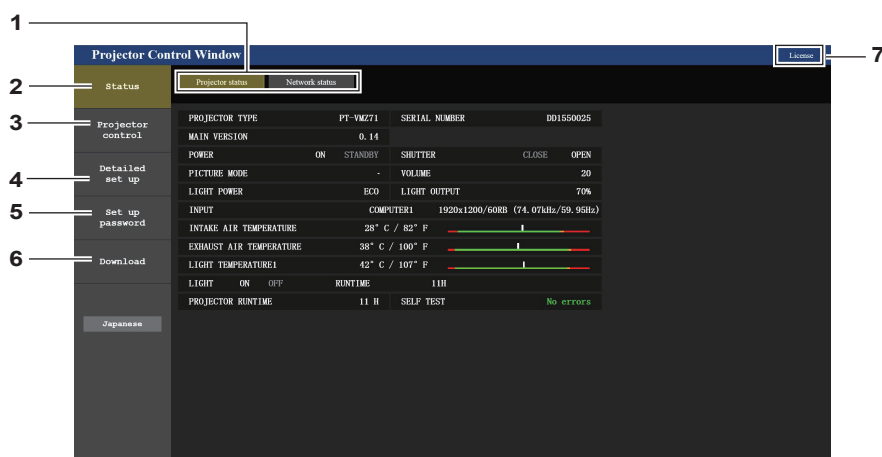 1
Projector Control Window
License
7
2
Status
Projector status Network status
3
Projector
control
4
Detailed
set up
5
Set up
password
6
Download
Japanese
PROJECTOR TYPE PT-VMZ71 SERIAL NUMBER DD1550025
MAIN VERSION 0.14
POWER ON STANDBY SHUTTER CLOSE OPEN
PICTURE MODE - VOLUME 20
LIGHT POWER ECO LIGHT OUTPUT 70%
INPUT COMPUTER1 1920x1200/60RB (74.07kHz/59.95Hz)
INTAKE AIR TEMPERATURE 28° C / 82° F
EXHAUST AIR TEMPERATURE 38° C / 100° F
LIGHT TEMPERATURE1 42° C / 107° F
LIGHT ON OFF RUNTIME 11H
PROJECTOR RUNTIME 11 H SELF TEST No errors